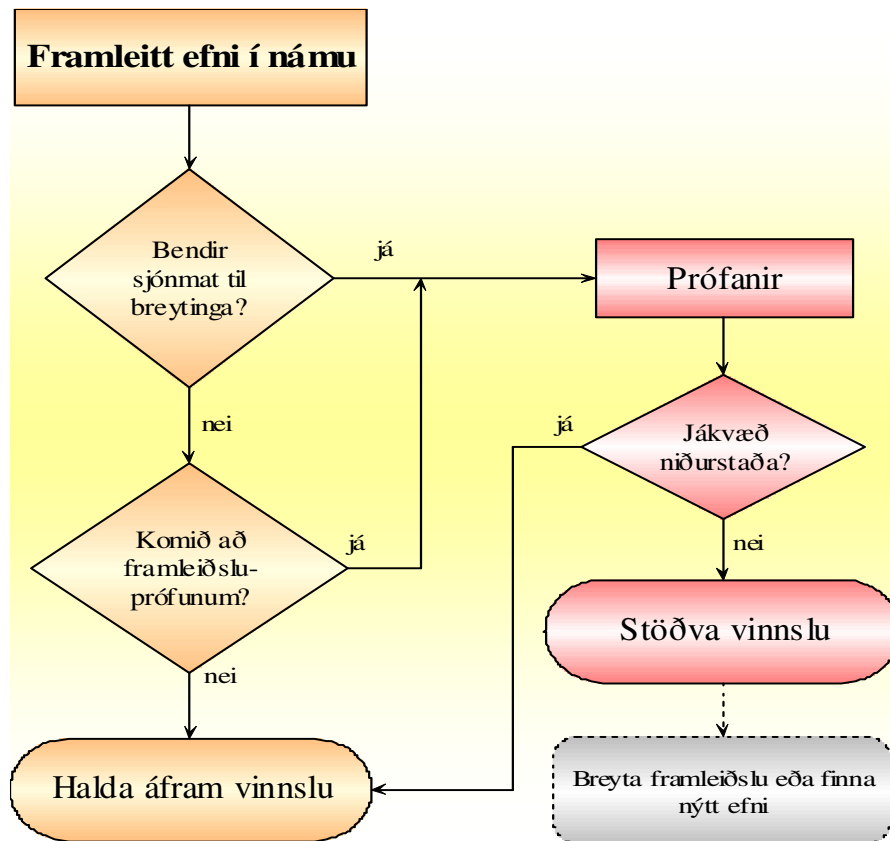 Framleitt efni í námu
Bendir
sjónmat til
breytinga?
já
Prófanir
nei
já
Jákvæð
niðurstaða?
Komið að
framleiðslu-
prófunum?
já
nei
Stöðva vinnslu
nei
Halda áfram vinnslu
Breyta framleiðslu eða finna
nýtt efni